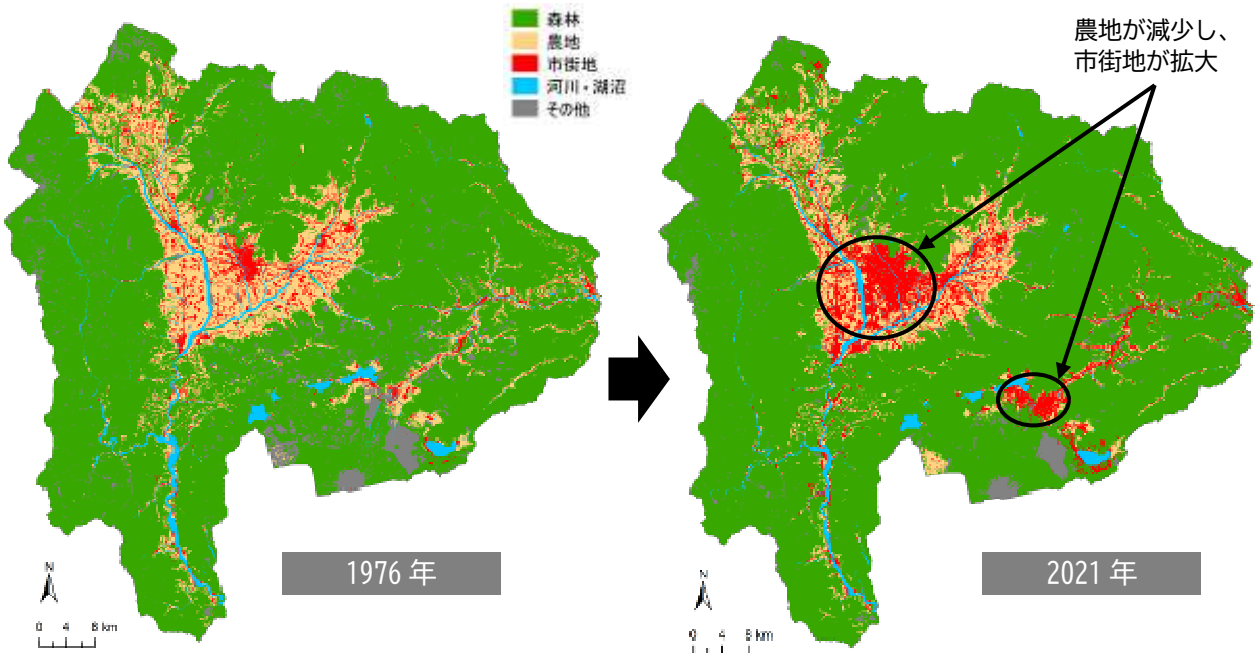 森林
農地
市街地
河川・湖沼
その他
農地が減少し、
市街地が拡大
1976 年
2021 年
N
0 4 8 km
N
0 4 8 km